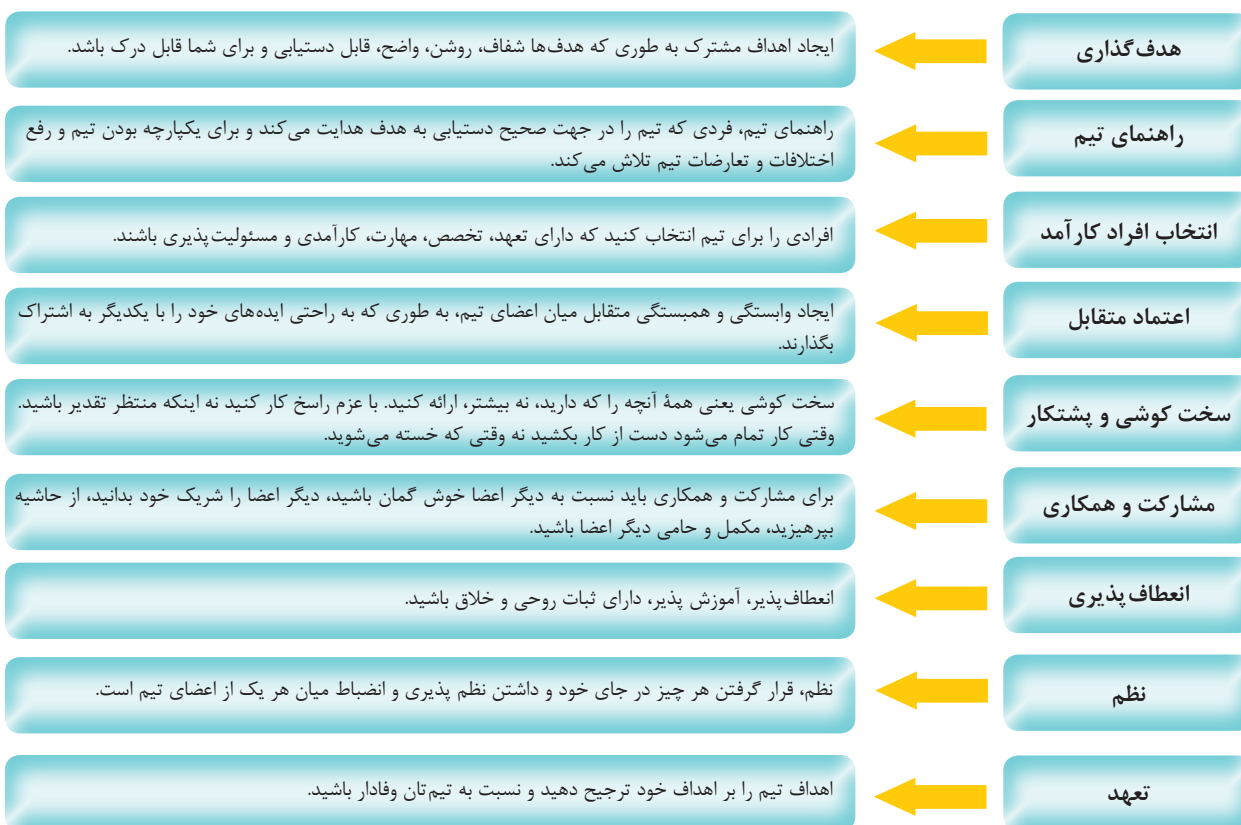 هدف‌گذاری
ایجاد اهداف مشترک به طوری که هدف‌ها شفاف، روشن، واضح، قابل دستیابی و برای شما قابل درک باشد.
راهنمای تیم
راهنمای تیم، فردی که تیم را در جهت صحیح دستیابی به هدف هدایت می‌کند و برای یکپارچه بودن تیم و رفع
اختلافات و تعارضات تیم تلاش می‌کند.
انتخاب افراد کارآمد
افرادی را برای تیم انتخاب کنید که دارای تعهد، تخصص، مهارت، کارآمدی و مسئولیت‌پذیری باشند.
اعتماد متقابل
ایجاد وابستگی و همبستگی متقابل میان اعضای تیم، به طوری که به راحتی ایده‌های خود را با یکدیگر به اشتراک
بگذارند.
سخت کوشی و پشتکار
سخت کوشی یعنی همهٔ آنچه را که دارید، نه بیشتر، ارائه کنید. با عزم راسخ کار کنید نه اینکه منتظر تقدیر باشید.
وقتی کار تمام می‌شود دست از کار بکشید نه وقتی که خسته می‌شوید.
مشارکت و همکاری
برای مشارکت و همکاری باید نسبت به دیگر اعضا خوش گمان باشید، دیگر اعضا را شریک خود بدانید، از حاشیه
بپرهیزید، مکمل و حامی دیگر اعضا باشید.
انعطاف‌پذیری
انعطاف‌پذیر، آموزش پذیر، دارای ثبات روحی و خلاق باشید.
نظم
نظم، قرار گرفتن هر چیز در جای خود و داشتن نظم پذیری و انضباط میان هر یک از اعضای تیم است.
تعهد
اهداف تیم را بر اهداف خود ترجیح دهید و نسبت به تیم‌تان وفادار باشید.